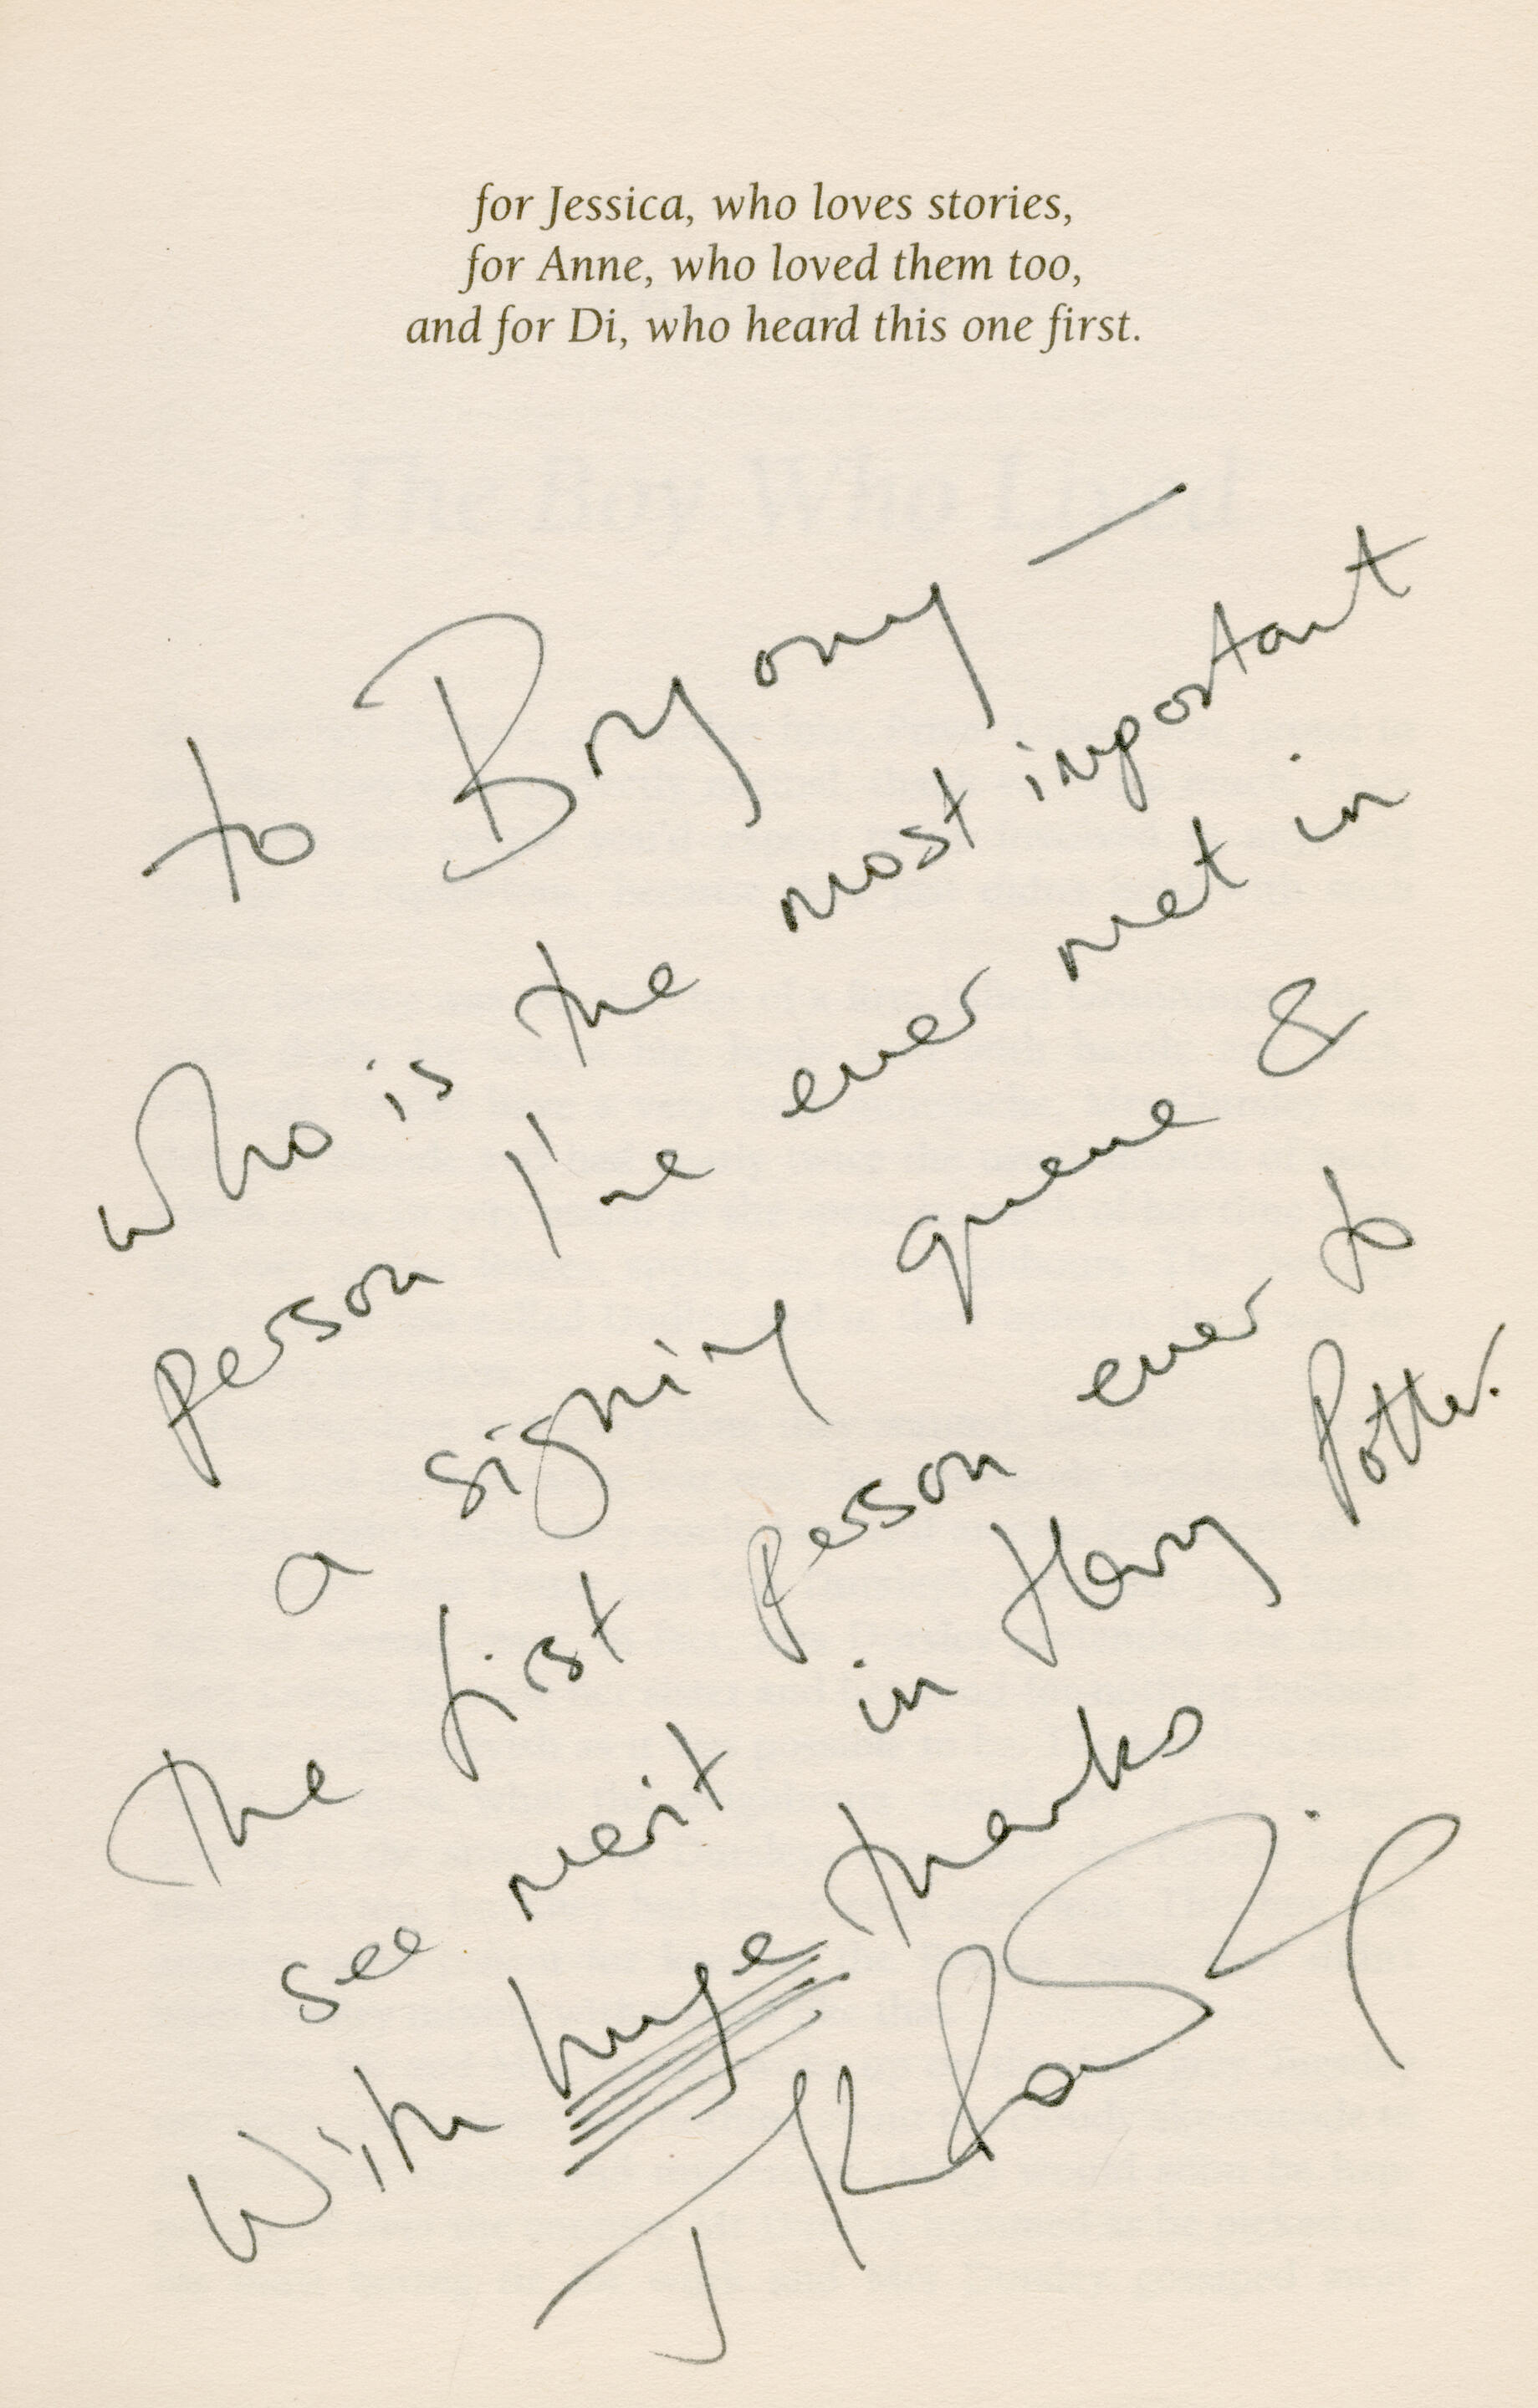 for Jessica, who loves stories,
for Anne, who loved them too,
and for Di, who heard this one first.
to Bryony —
who is the most important
person I've ever met in
a signing queue &
the first person ever to
see merit in Harry Potter.
With huge thanks
J K Rowling